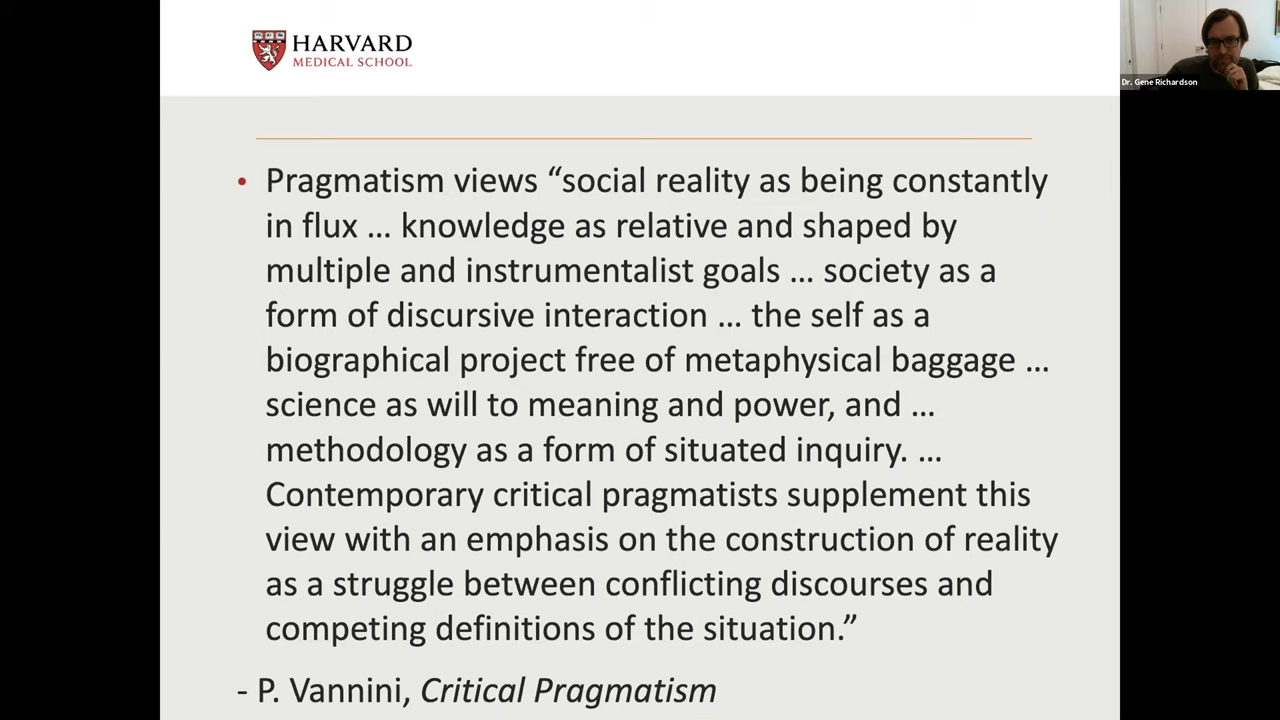 HARVARD
MEDICAL SCHOOL
Dr. Gene Richardson
• Pragmatism views “social reality as being constantly
in flux … knowledge as relative and shaped by
multiple and instrumentalist goals … society as a
form of discursive interaction … the self as a
biographical project free of metaphysical baggage …
science as will to meaning and power, and …
methodology as a form of situated inquiry. …
Contemporary critical pragmatists supplement this
view with an emphasis on the construction of reality
as a struggle between conflicting discourses and
competing definitions of the situation.”
- P. Vannini, Critical Pragmatism